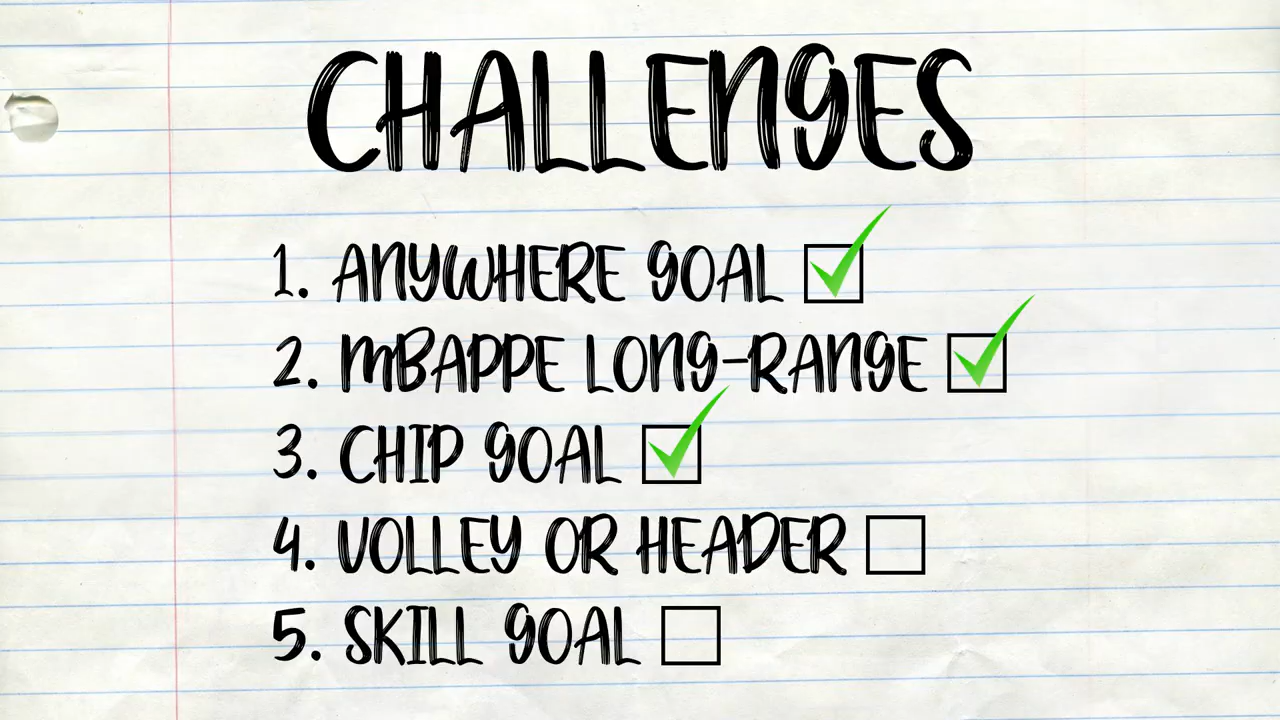 CHALLENGES
1. ANYWHERE GOAL
2. MBAPPE LONG-RANGE
3. CHIP GOAL
4. VOLLEY OR HEADER
5. SKILL GOAL